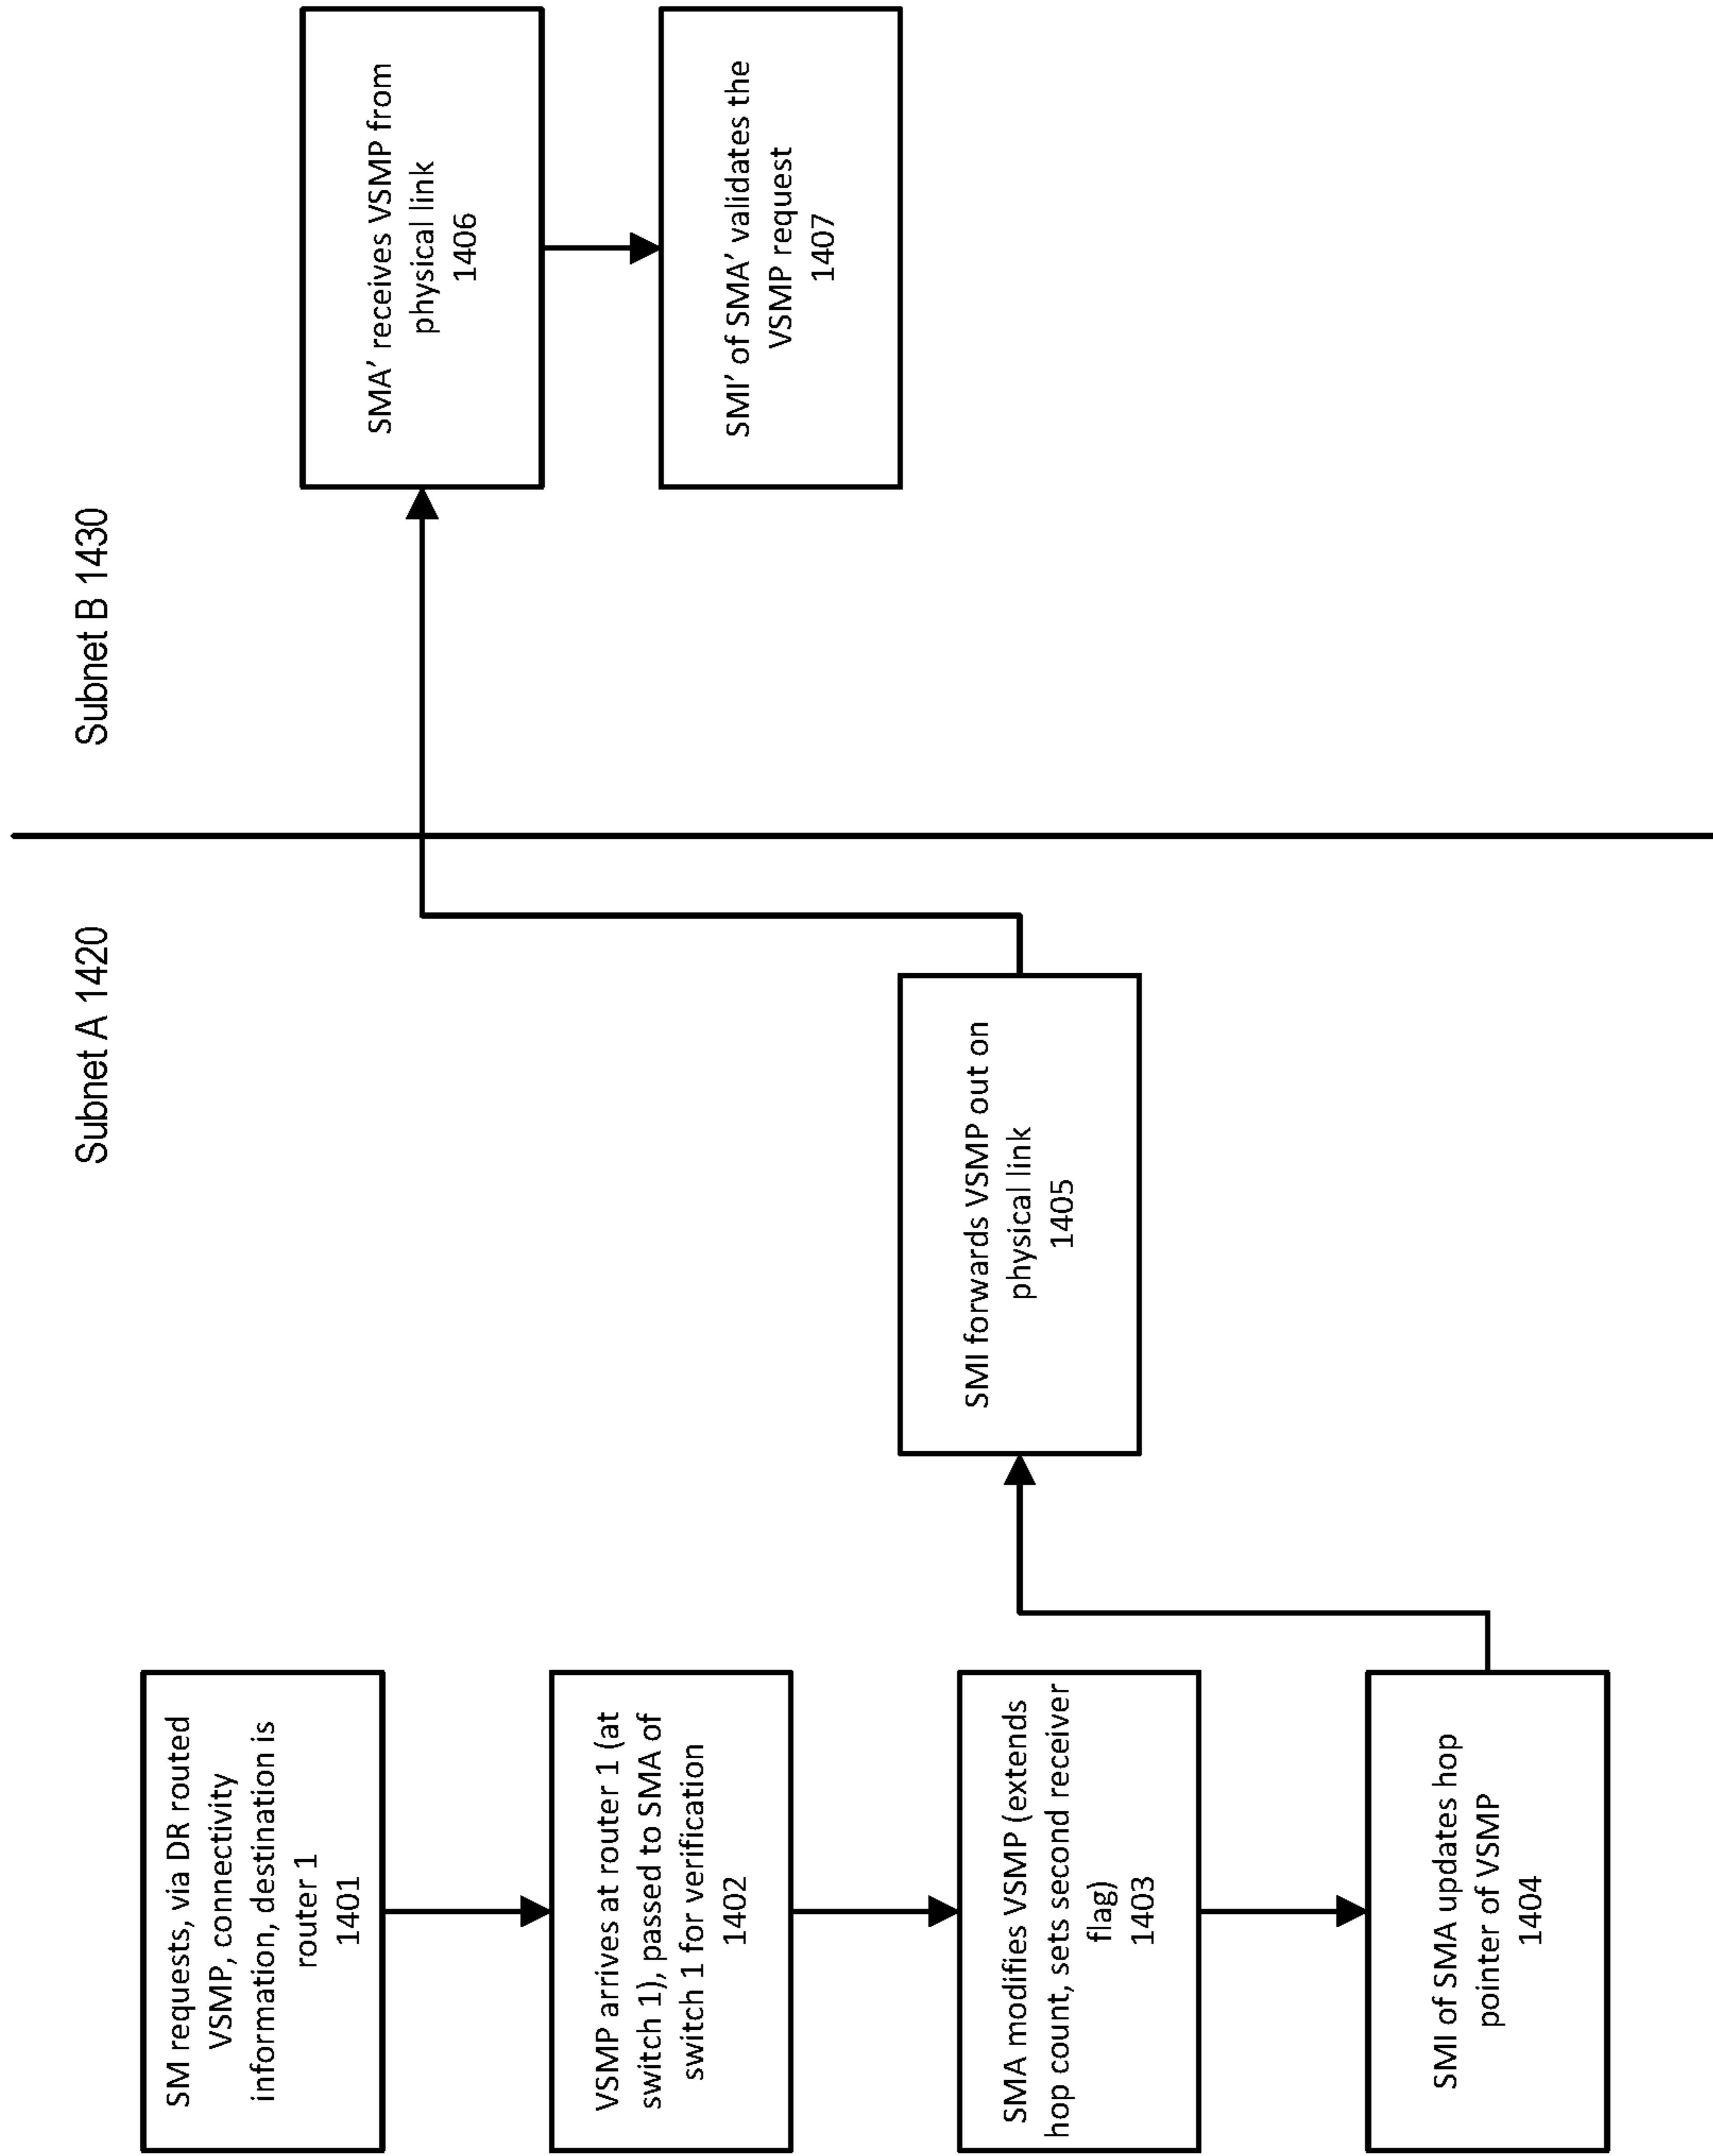 Subnet A 1420
Subnet B 1430
SM requests, via DR routed
VSMP, connectivity
information, destination is
router 1
1401
VSMP arrives at router 1 (at
switch 1), passed to SMA of
switch 1 for verification
1402
SMA modifies VSMP (extends
hop count, sets second receiver
flag)
1403
SMI of SMA updates hop
pointer of VSMP
1404
SMI forwards VSMP out on
physical link
1405
SMA’ receives VSMP from
physical link
1406
SMI’ of SMA’ validates the
VSMP request
1407